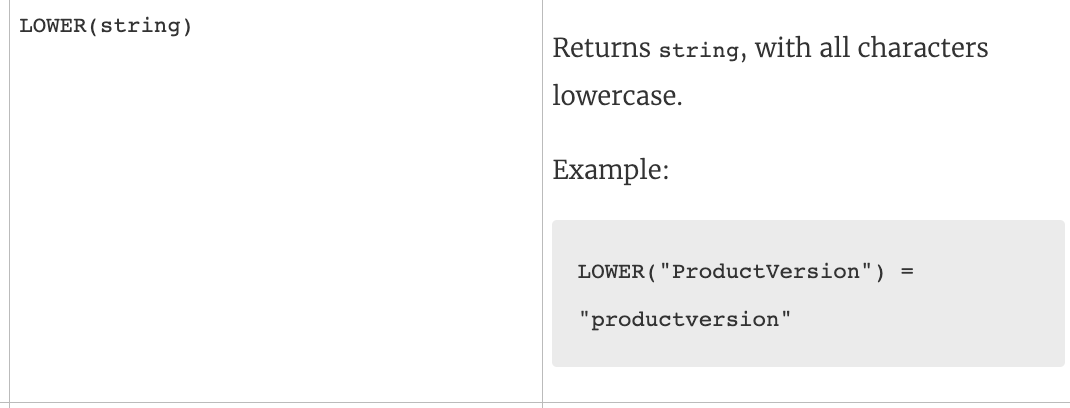 LOWER(string)
Returns string, with all characters
lowercase.
Example:
LOWER("ProductVersion") =
"productversion"